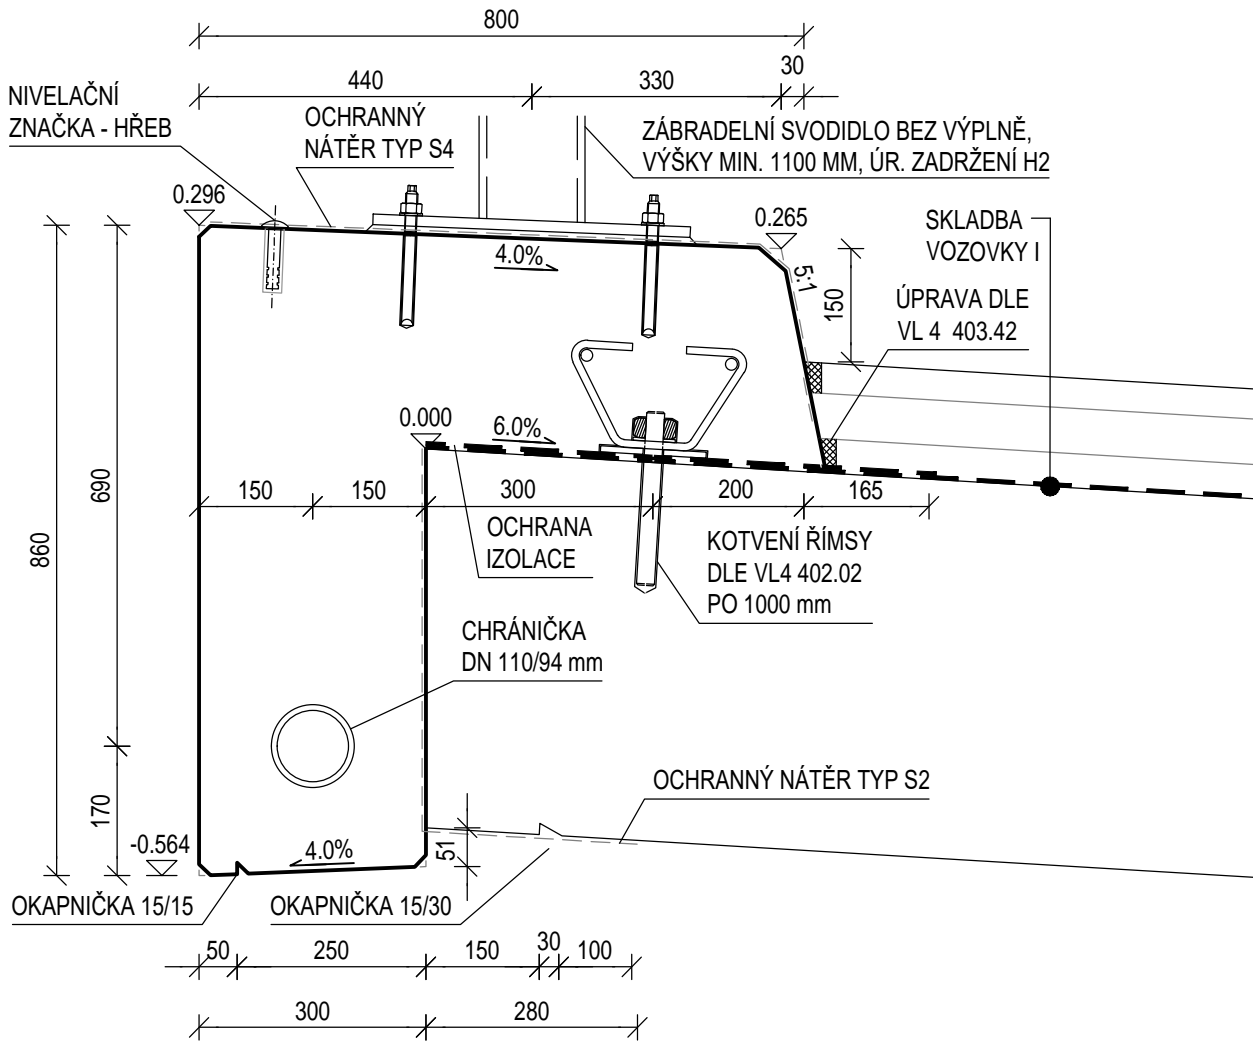 800
440
330
30
NIVELAČNÍ
ZNAČKA - HŘEB
OCHRANNÝ
NÁTĚR TYP S4
ZÁBRADELNÍ SVODIDLO BEZ VÝPLNĚ,
VÝŠKY MIN. 1100 MM, ÚR. ZADRŽENÍ H2
0.296
0.265
SKLADBA
VOZOVKY I
4.0%
5:1
150
ÚPRAVA DLE
VL 4 403.42
0.000
6.0%
690
860
150
150
300
200
165
OCHRANA
IZOLACE
KOTVENÍ ŘÍMSY
DLE VL4 402.02
PO 1000 mm
CHRÁNIČKA
DN 110/94 mm
OCHRANNÝ NÁTĚR TYP S2
170
-0.564
4.0%
51
OKAPNIČKA 15/15
OKAPNIČKA 15/30
50
250
150
30
100
300
280